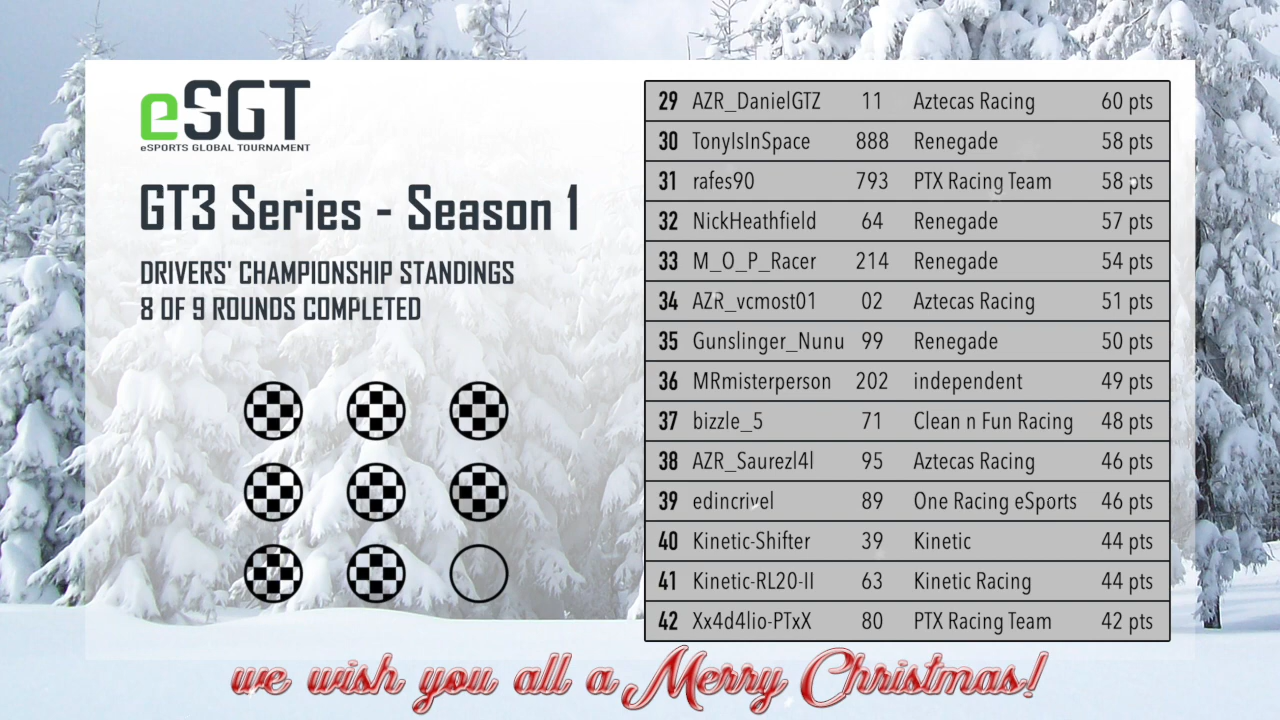 eSGT
eSPORTS GLOBAL TOURNAMENT
GT3 Series - Season 1
DRIVERS' CHAMPIONSHIP STANDINGS
8 OF 9 ROUNDS COMPLETED
29 AZR_DanielGTZ 11 Aztecas Racing 60 pts
30 TonyIsInSpace 888 Renegade 58 pts
31 rafes90 793 PTX Racing Team 58 pts
32 NickHeathfield 64 Renegade 57 pts
33 M_O_P_Racer 214 Renegade 54 pts
34 AZR_vcmost01 02 Aztecas Racing 51 pts
35 Gunslinger_Nunu 99 Renegade 50 pts
36 MRmisterperson 202 independent 49 pts
37 bizzle_5 71 Clean n Fun Racing 48 pts
38 AZR_Saurezl4l 95 Aztecas Racing 46 pts
39 edincrivel 89 One Racing eSports 46 pts
40 Kinetic-Shifter 39 Kinetic 44 pts
41 Kinetic-RL20-II 63 Kinetic Racing 44 pts
42 Xx4d4lio-PTxX 80 PTX Racing Team 42 pts
we wish you all a Merry Christmas!